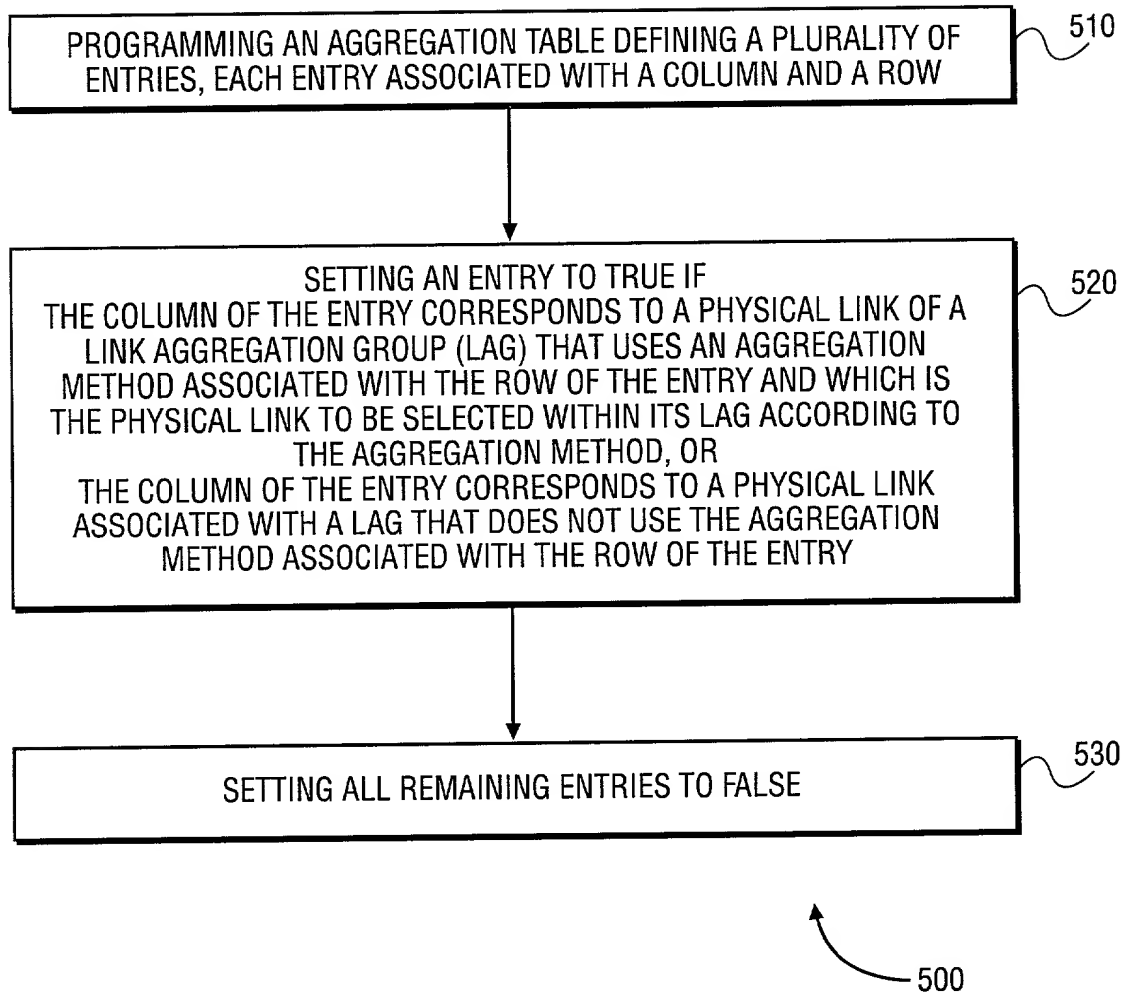 PROGRAMMING AN AGGREGATION TABLE DEFINING A PLURALITY OF
ENTRIES, EACH ENTRY ASSOCIATED WITH A COLUMN AND A ROW
510
SETTING AN ENTRY TO TRUE IF
THE COLUMN OF THE ENTRY CORRESPONDS TO A PHYSICAL LINK OF A
LINK AGGREGATION GROUP (LAG) THAT USES AN AGGREGATION
METHOD ASSOCIATED WITH THE ROW OF THE ENTRY AND WHICH IS
THE PHYSICAL LINK TO BE SELECTED WITHIN ITS LAG ACCORDING TO
THE AGGREGATION METHOD, OR
THE COLUMN OF THE ENTRY CORRESPONDS TO A PHYSICAL LINK
ASSOCIATED WITH A LAG THAT DOES NOT USE THE AGGREGATION
METHOD ASSOCIATED WITH THE ROW OF THE ENTRY
520
SETTING ALL REMAINING ENTRIES TO FALSE
530
500